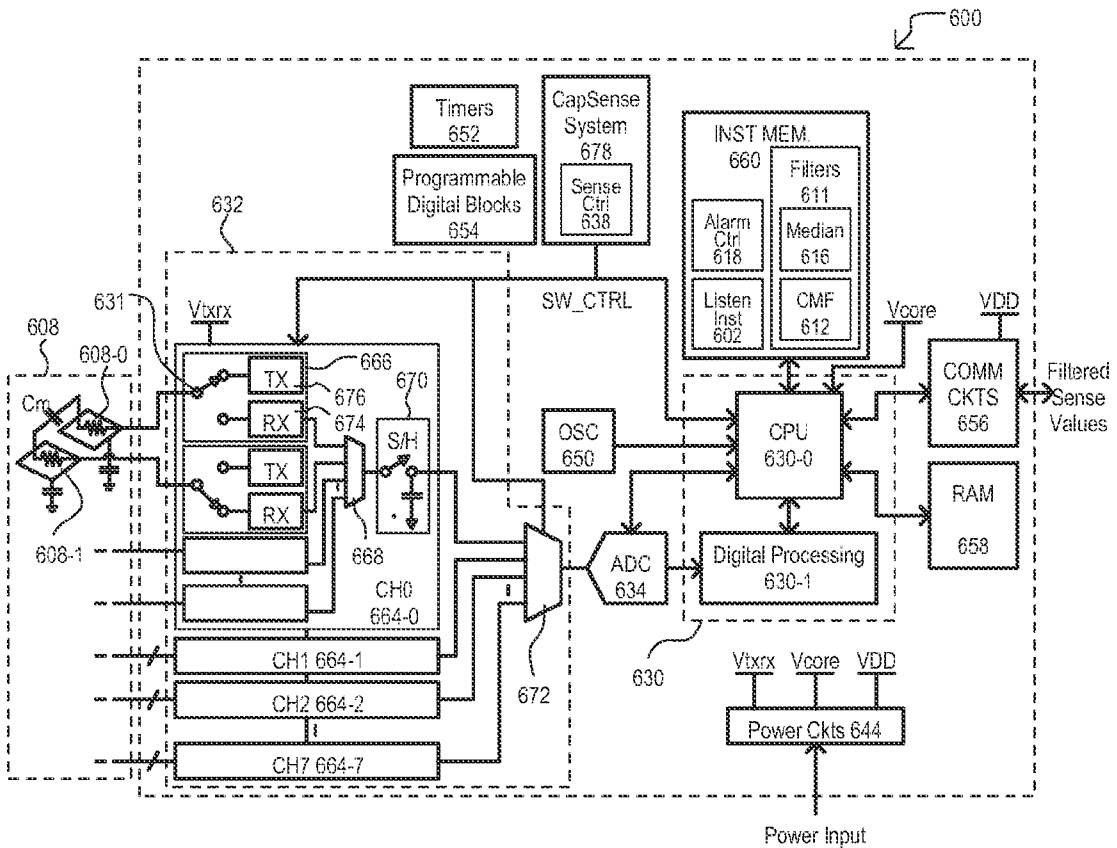 600
Timers
652
CapSense
System
678
Sense
Ctrl
638
Programmable
Digital Blocks
654
INST MEM.
660
Filters
611
Median
616
CMF
612
Alarm
Ctrl
618
Listen
Inst
602
632
SW_CTRL
Vcore
VDD
631
Vtxrx
608
608-0
Cm
608-1
TX
676
666
RX
674
670
S/H
TX
RX
668
CH0
664-0
OSC
650
CPU
630-0
COMM
CKTS
656
Filtered
Sense
Values
RAM
658
ADC
634
Digital Processing
630-1
CH1 664-1
CH2 664-2
CH7 664-7
672
630
Vtxrx
Vcore
VDD
Power Ckts 644
Power Input